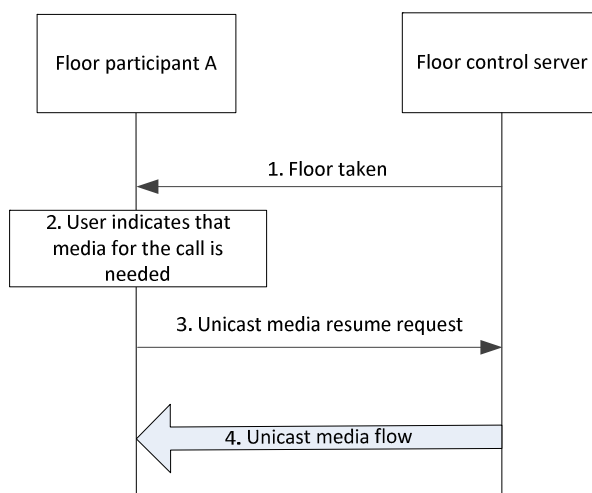 Floor participant A
Floor control server
1. Floor taken
2. User indicates that
media for the call is
needed
3. Unicast media resume request
4. Unicast media flow